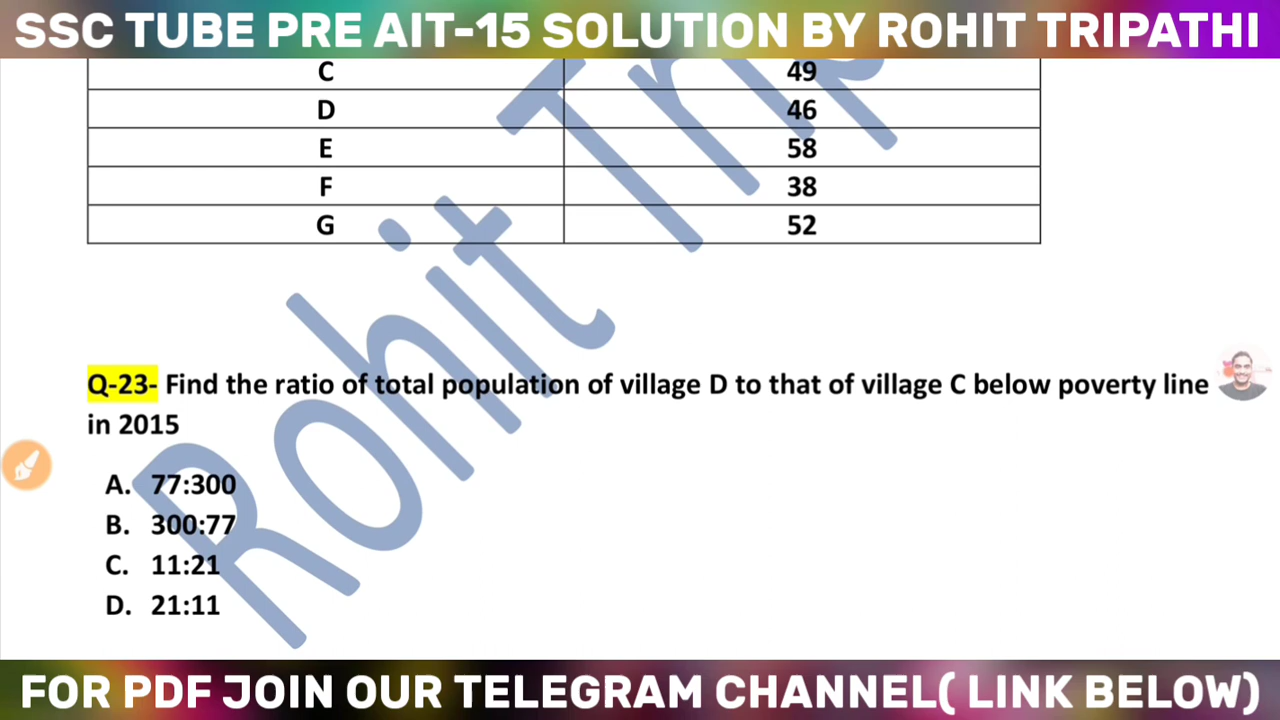 SSC TUBE PRE AIT-15 SOLUTION BY ROHIT TRIPATHI
C 49
D 46
E 58
F 38
G 52
Q-23- Find the ratio of total population of village D to that of village C below poverty line
in 2015
A. 77:300
B. 300:77
C. 11:21
D. 21:11
Rohit Trip
FOR PDF JOIN OUR TELEGRAM CHANNEL( LINK BELOW)